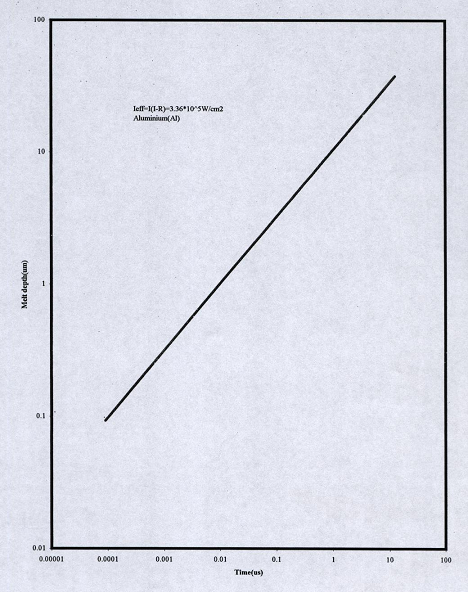 100
Ieff=I(I-R)=3.36*10^5W/cm2
Aluminium(Al)
10
Melt depth(um)
1
0.1
0.01
0.00001 0.0001 0.001 0.01 0.1 1 10 100
Time(us)